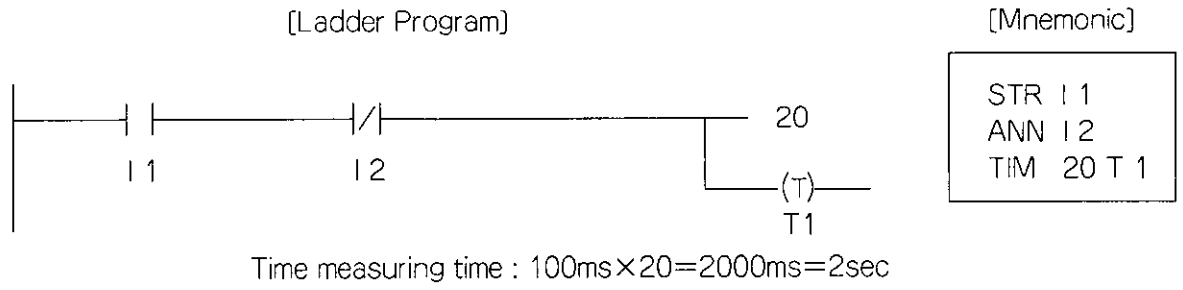 [Ladder Program]
[Mnemonic]
I 1
I 2
20
(T)
T1
STR I 1
ANN I 2
TIM 20 T 1
Time measuring time : 100ms×20=2000ms=2sec